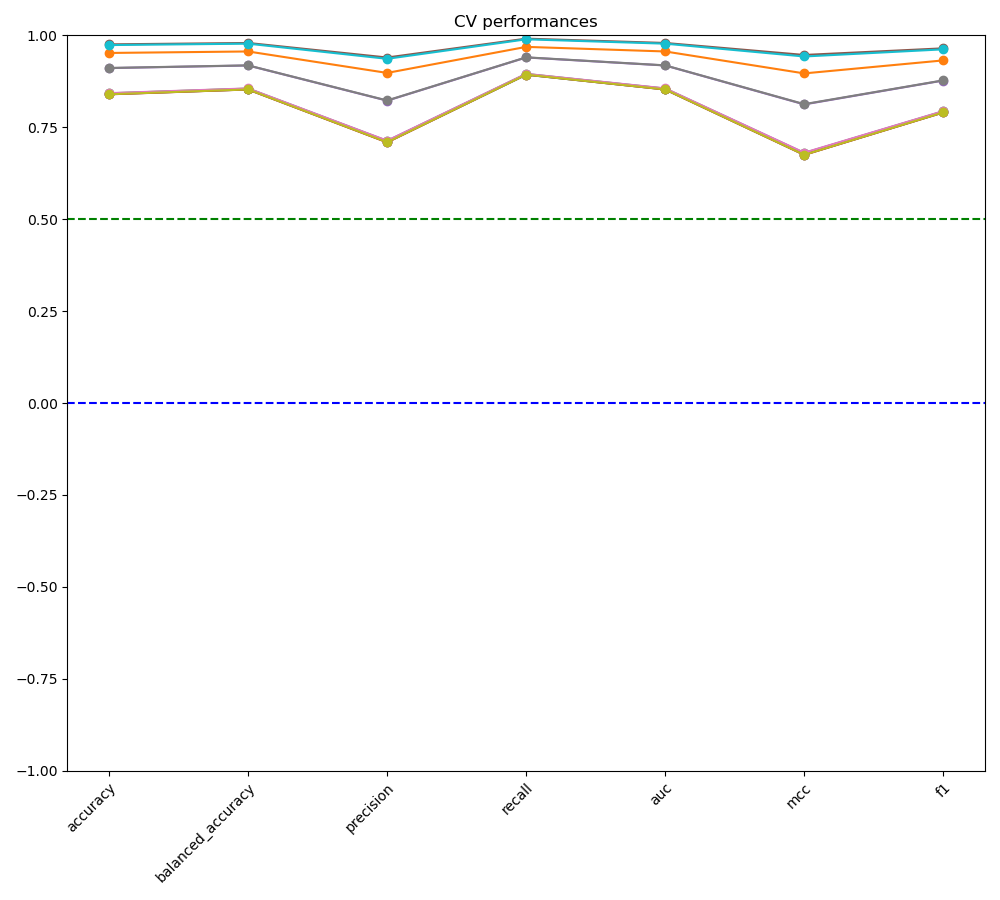 CV performances
1.00
0.75
0.50
0.25
0.00
−0.25
−0.50
−0.75
−1.00
accuracy
balanced_accuracy
precision
recall
auc
mcc
f1